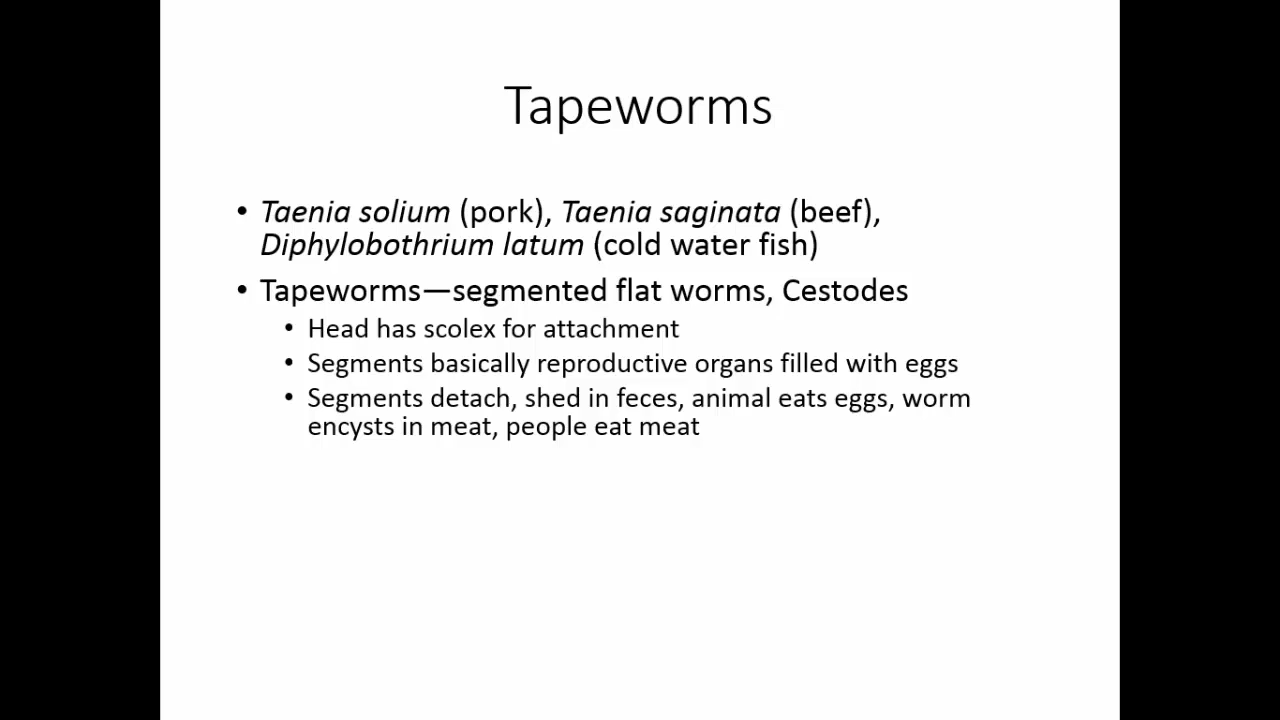 Tapeworms
• Taenia solium (pork), Taenia saginata (beef),
Diphylobothrium latum (cold water fish)
• Tapeworms—segmented flat worms, Cestodes
• Head has scolex for attachment
• Segments basically reproductive organs filled with eggs
• Segments detach, shed in feces, animal eats eggs, worm
encysts in meat, people eat meat